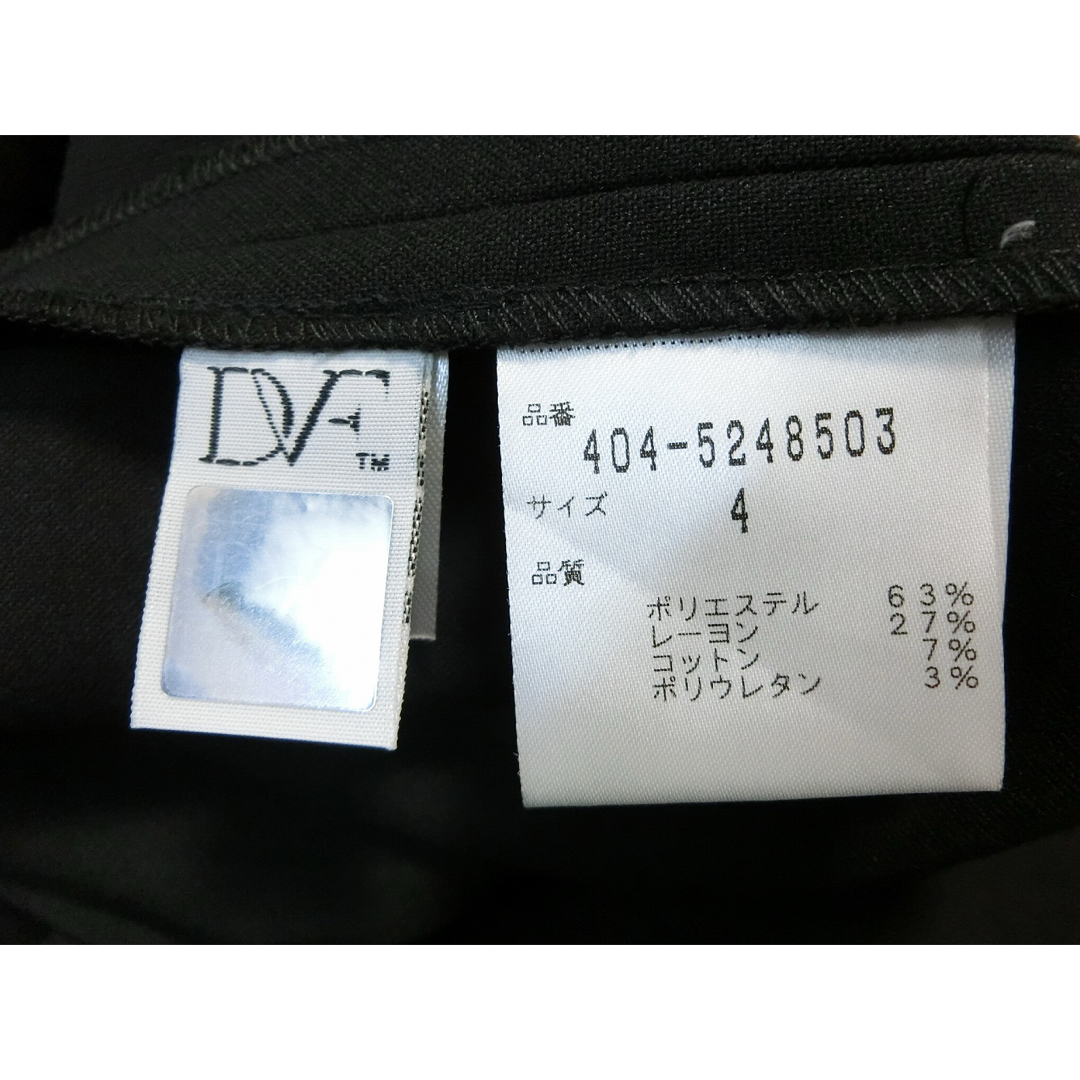 DVF
TM
品番
404-5248503
サイズ 4
品質
ポリエステル 63%
レーヨン 27%
コットン 7%
ポリウレタン 3%